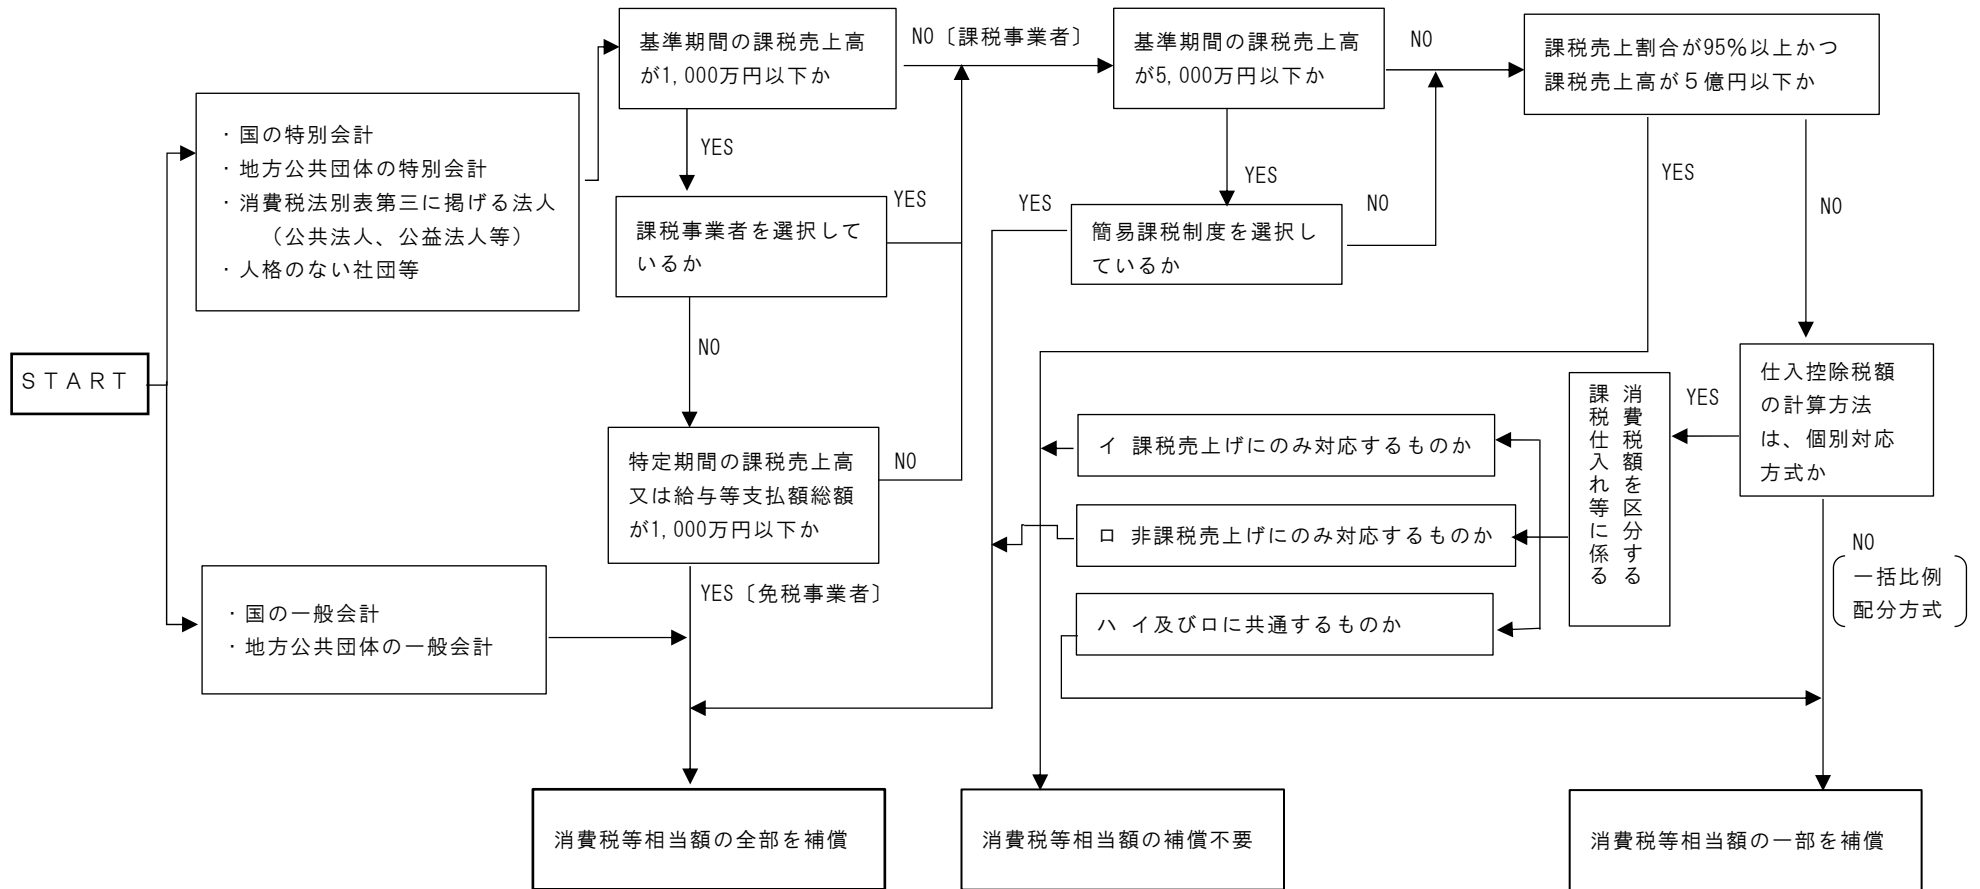 START
・国の特別会計
・地方公共団体の特別会計
・消費税法別表第三に掲げる法人
（公共法人、公益法人等）
・人格のない社団等
・国の一般会計
・地方公共団体の一般会計
基準期間の課税売上高
が1,000万円以下か
NO〔課税事業者〕
YES
課税事業者を選択して
いるか
YES
NO
特定期間の課税売上高
又は給与等支払額総額
が1,000万円以下か
NO
YES〔免税事業者〕
基準期間の課税売上高
が5,000万円以下か
NO
YES
簡易課税制度を選択し
ているか
YES
NO
課税売上割合が95%以上かつ
課税売上高が５億円以下か
YES
NO
仕入控除税額
の計算方法
は、個別対応
方式か
YES
NO
一括比例
配分方式
課税仕入れ等に係る
消費税額を区分する
イ 課税売上げにのみ対応するものか
ロ 非課税売上げにのみ対応するものか
ハ イ及びロに共通するものか
消費税等相当額の全部を補償
消費税等相当額の補償不要
消費税等相当額の一部を補償